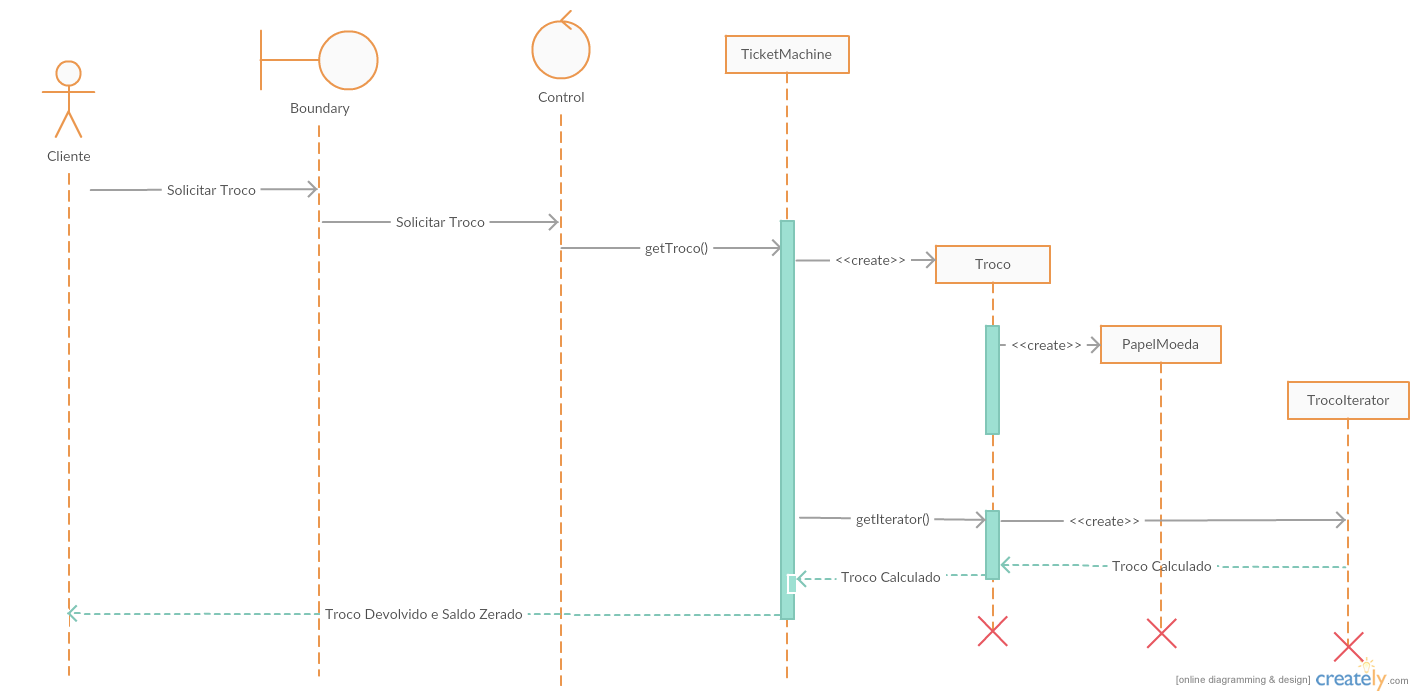 TicketMachine
Control
Boundary
Cliente
Solicitar Troco
Solicitar Troco
getTroco()
<<create>>
Troco
<<create>>
PapelMoeda
TrocoIterator
getIterator()
<<create>>
Troco Calculado
Troco Calculado
Troco Devolvido e Saldo Zerado
[online diagramming & design] creately.com